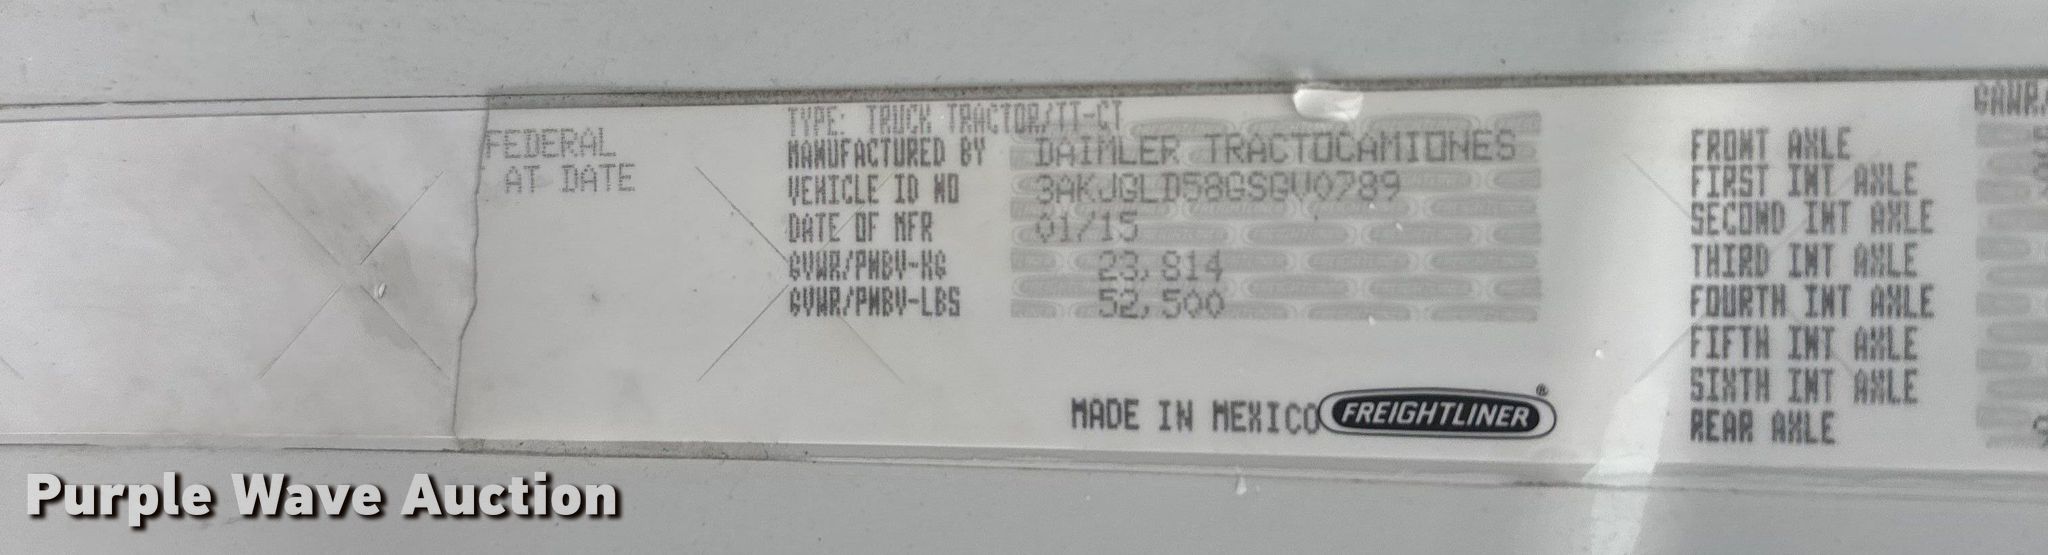 FEDERAL
AT DATE
TYPE: TRUCK TRACTOR/TT-CT
MANUFACTURED BY DAIMLER TRACTOCAMIONES
VEHICLE ID NO 3AKJGLD58GSGV0789
DATE OF MFR 01/15
GVWR/PMBV-KG 23,814
GVWR/PMBV-LBS 52,500
MADE IN MEXICO FREIGHTLINER®
GAWR/
FRONT AXLE
FIRST INT AXLE
SECOND INT AXLE
THIRD INT AXLE
FOURTH INT AXLE
FIFTH INT AXLE
SIXTH INT AXLE
REAR AXLE
Purple Wave Auction